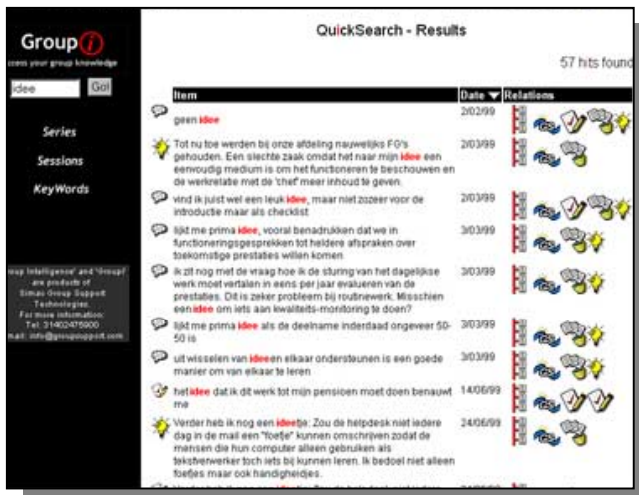 QuickSearch - Results
57 hits found
Group i
access your group knowledge
idee
Go!
Series
Sessions
KeyWords
Group Intelligence' and 'Groupi'
are products of
Simac Group Support
Technologies.
For more information:
Tel: 31402475900
mail: info@groupsupport.com
Item Date Relations
geen idee 2/02/99
Tot nu toe werden bij onze afdeling nauwelijks FG's 2/03/99
gehouden. Een slechte zaak omdat het naar mijn idee een
eenvoudig medium is om het functioneren te beschouwen en
de werkrelatie met de 'chef' meer inhoud te geven.
vind ik juist wel een leuk idee, maar niet zozeer voor de 2/03/99
introductie maar als checklist
lijkt me prima idee, vooral benadrukken dat we in 3/03/99
functioneringsgesprekken tot heldere afspraken over
toekomstige prestaties willen komen
ik zit nog met de vraag hoe ik de sturing van het dagelijkse 3/03/99
werk moet vertalen in eens per jaar evalueren van de
prestaties. Dit is zeker probleem bij routinewerk. Misschien
een idee om iets aan kwaliteits-monitoring te doen?
lijkt me prima idee als de deelname inderdaad ongeveer 50- 3/03/99
50 is
uit wisselen van ideeen elkaar ondersteunen is een goede 3/03/99
manier om van elkaar te leren
het idee dat ik dit werk tot mijn pensioen moet doen benauwt 14/06/99
me
Verder heb ik nog een ideetje: Zou de helpdesk niet iedere 24/06/99
dag in de mail een "foefje" kunnen omschrijven zodat de
mensen die hun computer alleen gebruiken als
tekstverwerker toch iets bij kunnen leren. Ik bedoel niet alleen
foefjes maar ook handigheidjes.